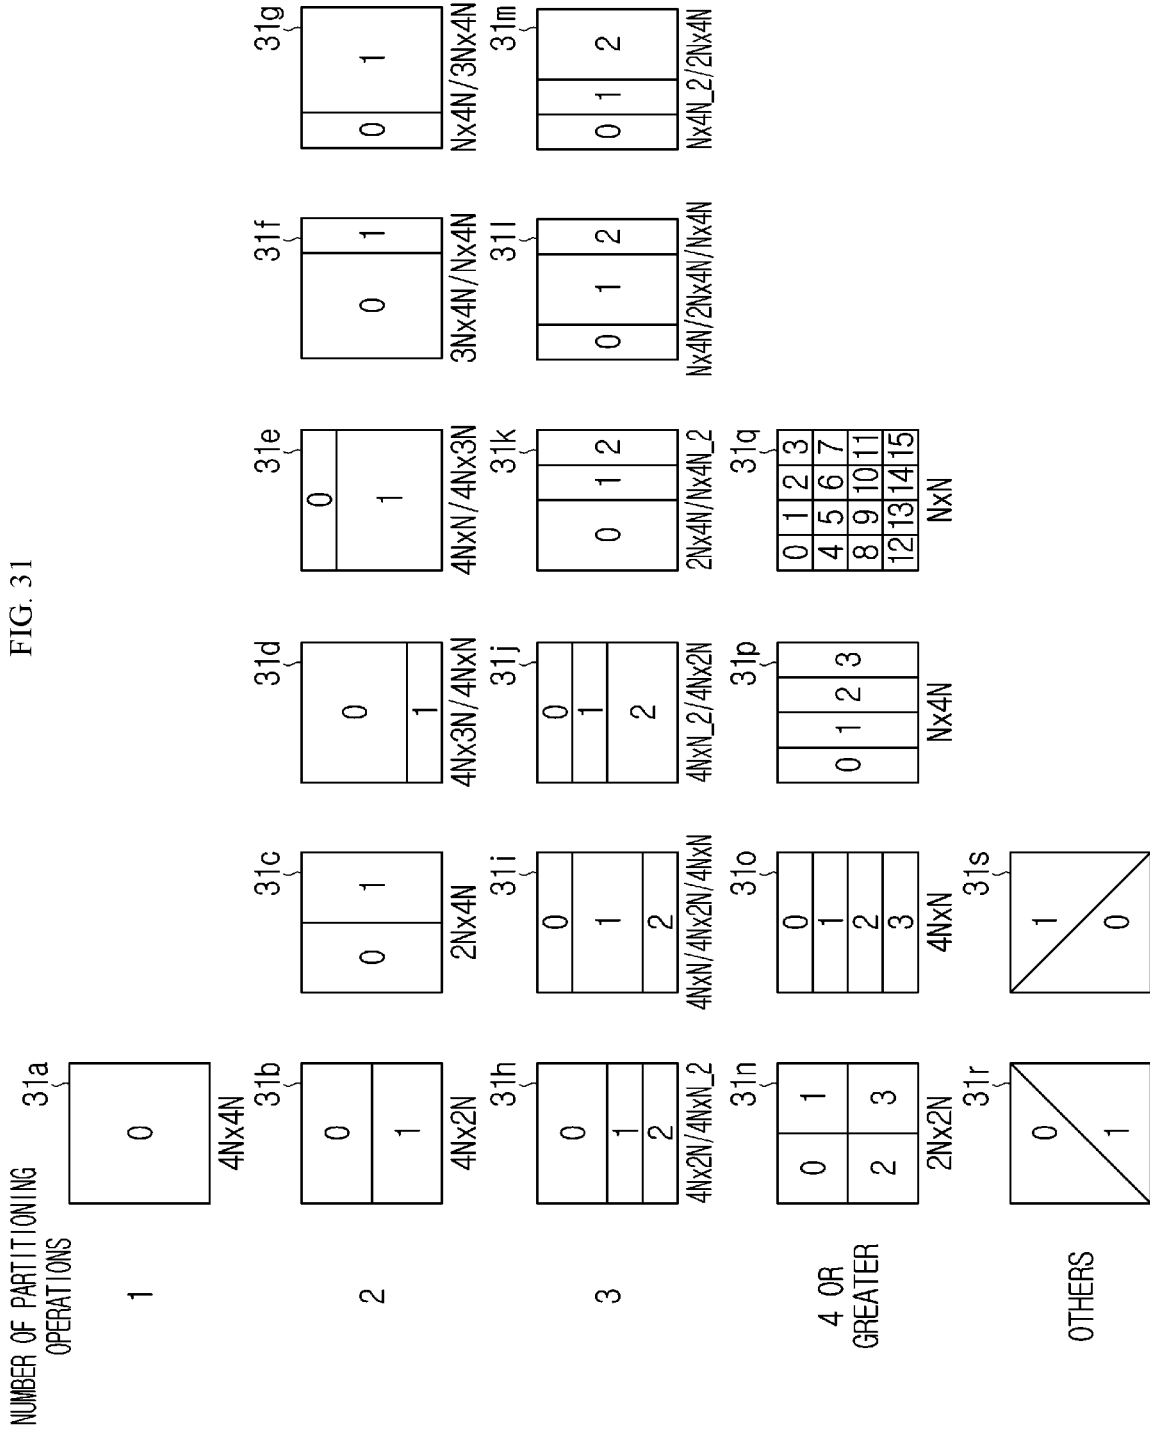 FIG. 31
NUMBER OF PARTITIONING
OPERATIONS
1
31a
0
4Nx4N
2
31b
0
1
4Nx2N
31c
0 1
2Nx4N
31d
0
1
4Nx3N/4NxN
31e
0
1
4NxN/4Nx3N
31f
0 1
3Nx4N/Nx4N
31g
0 1
Nx4N/3Nx4N
3
31h
0
1
2
4Nx2N/4NxN_2
31i
0
1
2
4NxN/4Nx2N/4NxN
31j
0
1
2
4NxN_2/4Nx2N
31k
0 1 2
2Nx4N/Nx4N_2
31l
0 1 2
Nx4N/2Nx4N/Nx4N
31m
0 1 2
Nx4N_2/2Nx4N
4 OR
GREATER
31n
0 1
2 3
2Nx2N
31o
0
1
2
3
4NxN
31p
0 1 2 3
Nx4N
31q
0 1 2 3
4 5 6 7
8 9 10 11
12 13 14 15
NxN
OTHERS
31r
0
1
31s
1
0